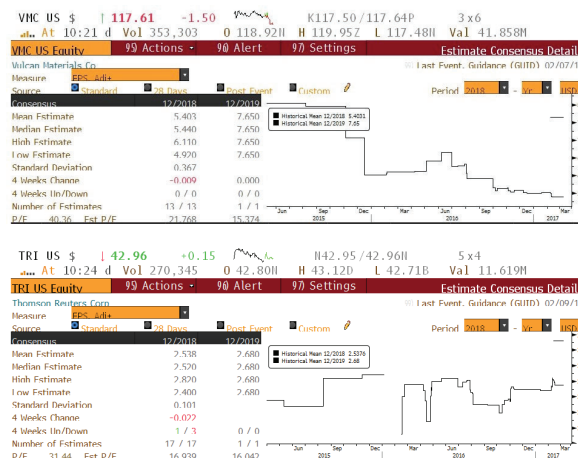 VMC US $ ↑ 117.61 -1.50 K117.50/117.64P 3x6
At 10:21 d Vol 353,303 O 118.92N H 119.95Z L 117.48N Val 41.858M
VMC US Equity 95) Actions 96) Alert 97) Settings Estimate Consensus Detail
Vulcan Materials Co Last Event, Guidance (GUID) 02/07/1
Measure EPS, Adj+
Source Standard 28 Days Post Event Custom Period 2018 - Yr. USD
Consensus 12/2018 12/2019
Mean Estimate 5.403 7.650
Median Estimate 5.440 7.650
High Estimate 6.110 7.650
Low Estimate 4.920 7.650
Standard Deviation 0.367
4 Weeks Change -0.009 0.000
4 Weeks Up/Down 0 / 0 0 / 0
Number of Estimates 13 / 13 1 / 1
P/E 40.36 Est P/E 21.768 15.374
Historical Mean 12/2018 5.4031
Historical Mean 12/2019 7.65
Jun Sep Dec Mar Jun Sep Dec Mar
2015 2016 2017
TRI US $ ↓ 42.96 +0.15 N42.95/42.96N 5x4
At 10:24 d Vol 270,345 O 42.80N H 43.12D L 42.71B Val 11.619M
TRI US Equity 95) Actions 96) Alert 97) Settings Estimate Consensus Detail
Thomson Reuters Corp Last Event, Guidance (GUID) 02/09/1
Measure EPS, Adj+
Source Standard 28 Days Post Event Custom Period 2018 - Yr. USD
Consensus 12/2018 12/2019
Mean Estimate 2.538 2.680
Median Estimate 2.520 2.680
High Estimate 2.820 2.680
Low Estimate 2.400 2.680
Standard Deviation 0.101
4 Weeks Change -0.022
4 Weeks Up/Down 1 / 3 0 / 0
Number of Estimates 17 / 17 1 / 1
P/E 31.44 Est P/E 16.939 16.042
Historical Mean 12/2018 2.5376
Historical Mean 12/2019 2.68
Jun Sep Dec Mar Jun Sep Dec Mar
2015 2016 2017